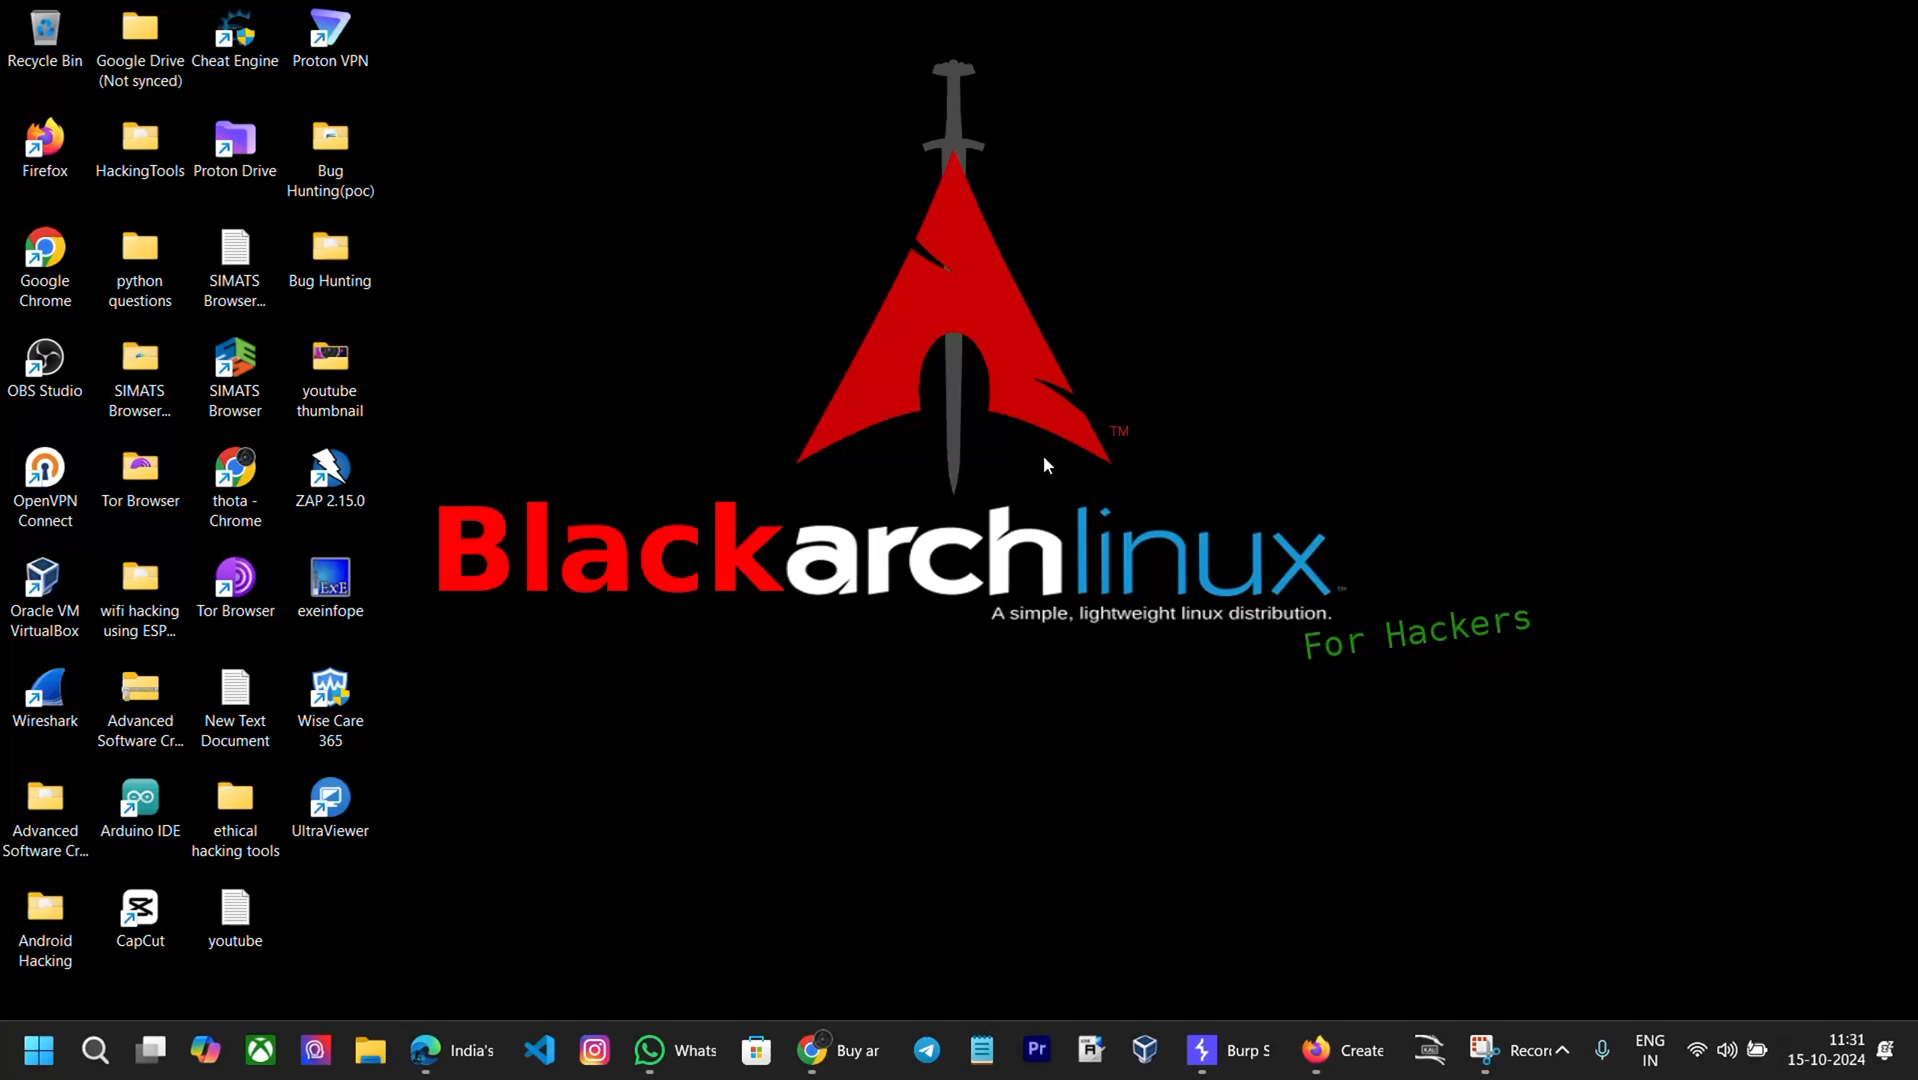 Recycle Bin
Google Drive
(Not synced)
Cheat Engine
Proton VPN
Firefox
HackingTools
Proton Drive
Bug
Hunting(poc)
Google
Chrome
python
questions
SIMATS
Browser...
Bug Hunting
OBS Studio
SIMATS
Browser...
SIMATS
Browser
youtube
thumbnail
OpenVPN
Connect
Tor Browser
thota -
Chrome
ZAP 2.15.0
Oracle VM
VirtualBox
wifi hacking
using ESP...
Tor Browser
EXE
exeinfope
Wireshark
Advanced
Software Cr...
New Text
Document
Wise Care
365
Advanced
Software Cr...
Arduino IDE
ethical
hacking tools
UltraViewer
Android
Hacking
CapCut
youtube
TM
Blackarchlinux™
A simple, lightweight linux distribution.
For Hackers
India's
Whats
Buy ar
Pr
Burp S
Create
Recor
ENG
IN
11:31
15-10-2024